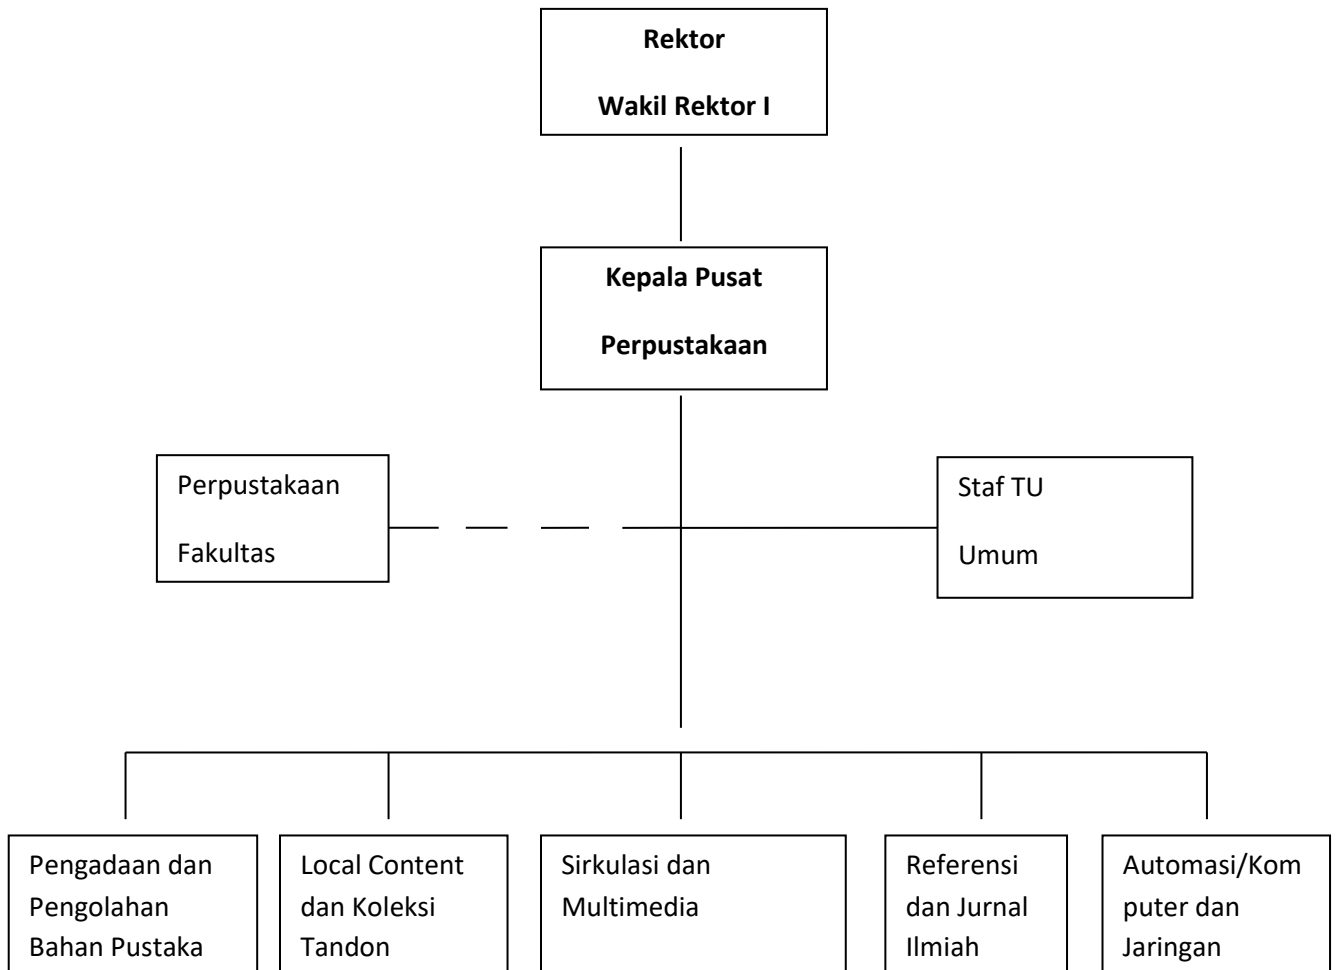 Rektor
Wakil Rektor I
Kepala Pusat
Perpustakaan
Perpustakaan
Fakultas
Staf TU
Umum
Pengadaan dan
Pengolahan
Bahan Pustaka
Local Content
dan Koleksi
Tandon
Sirkulasi dan
Multimedia
Referensi
dan Jurnal
Ilmiah
Automasi/Kom
puter dan
Jaringan